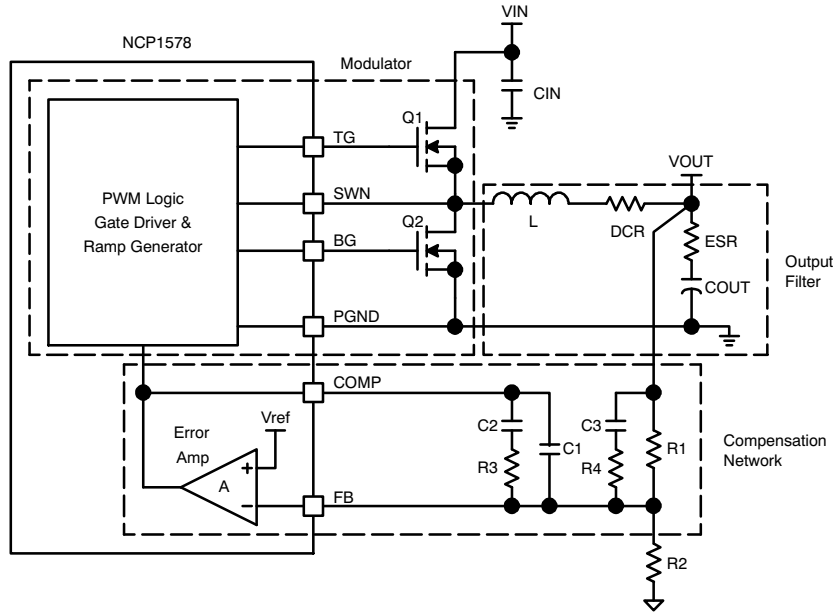 VIN
NCP1578
Modulator
CIN
Q1
TG
VOUT
PWM Logic
Gate Driver &
Ramp Generator
SWN
Q2
L
DCR
ESR
BG
Output
Filter
COUT
PGND
COMP
Vref
Error
Amp
C2
C1
C3
R1
Compensation
Network
R3
R4
+
A
−
FB
R2